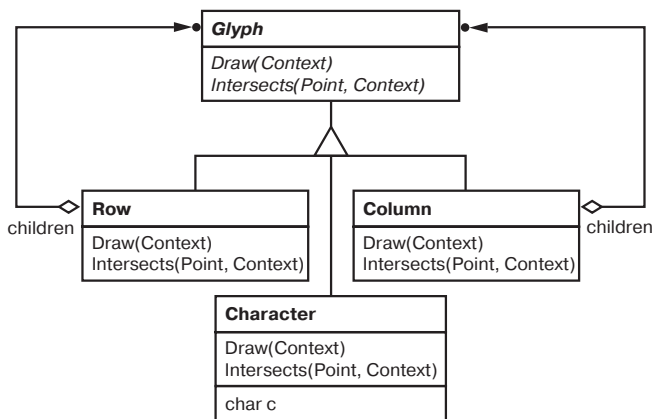 Glyph
Draw(Context)
Intersects(Point, Context)
children
Row
Draw(Context)
Intersects(Point, Context)
Column
Draw(Context)
Intersects(Point, Context)
children
Character
Draw(Context)
Intersects(Point, Context)
char c